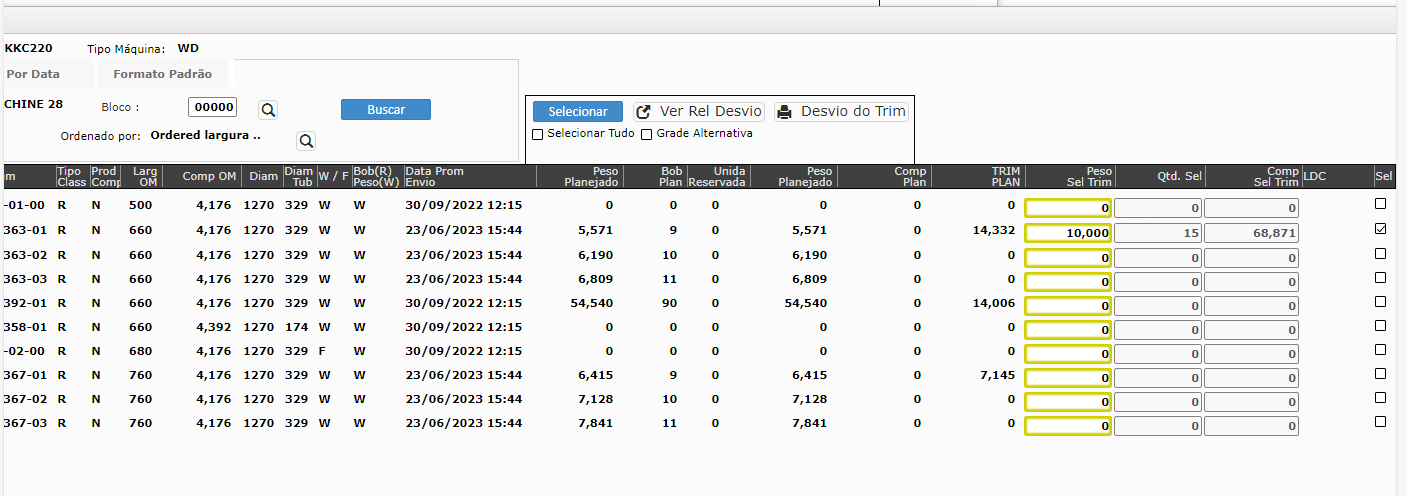 KKC220 Tipo Máquina: WD
Por Data Formato Padrão
CHINE 28 Bloco : 00000 Buscar Selecionar Ver Rel Desvio Desvio do Trim
Selecionar Tudo Grade Alternativa
Ordenado por: Ordered largura ..
em Tipo Class Prod Comp Larg OM Comp OM Diam Diam Tub W / F Bob(R) Peso(W) Data Prom Envio Peso Planejado Bob Plan Unida Reservada Peso Planejado Comp Plan TRIM PLAN Peso Sel Trim Qtd. Sel Comp Sel Trim LDC Sel
-01-00 R N 500 4,176 1270 329 W W 30/09/2022 12:15 0 0 0 0 0 0 0 0 0
363-01 R N 660 4,176 1270 329 W W 23/06/2023 15:44 5,571 9 0 5,571 0 14,332 10,000 15 68,871
363-02 R N 660 4,176 1270 329 W W 23/06/2023 15:44 6,190 10 0 6,190 0 0 0 0 0
363-03 R N 660 4,176 1270 329 W W 23/06/2023 15:44 6,809 11 0 6,809 0 0 0 0 0
392-01 R N 660 4,176 1270 329 W W 30/09/2022 12:15 54,540 90 0 54,540 0 14,006 0 0 0
358-01 R N 660 4,392 1270 174 W W 30/09/2022 12:15 0 0 0 0 0 0 0 0 0
-02-00 R N 680 4,176 1270 329 F W 30/09/2022 12:15 0 0 0 0 0 0 0 0 0
367-01 R N 760 4,176 1270 329 W W 23/06/2023 15:44 6,415 9 0 6,415 0 7,145 0 0 0
367-02 R N 760 4,176 1270 329 W W 23/06/2023 15:44 7,128 10 0 7,128 0 0 0 0 0
367-03 R N 760 4,176 1270 329 W W 23/06/2023 15:44 7,841 11 0 7,841 0 0 0 0 0